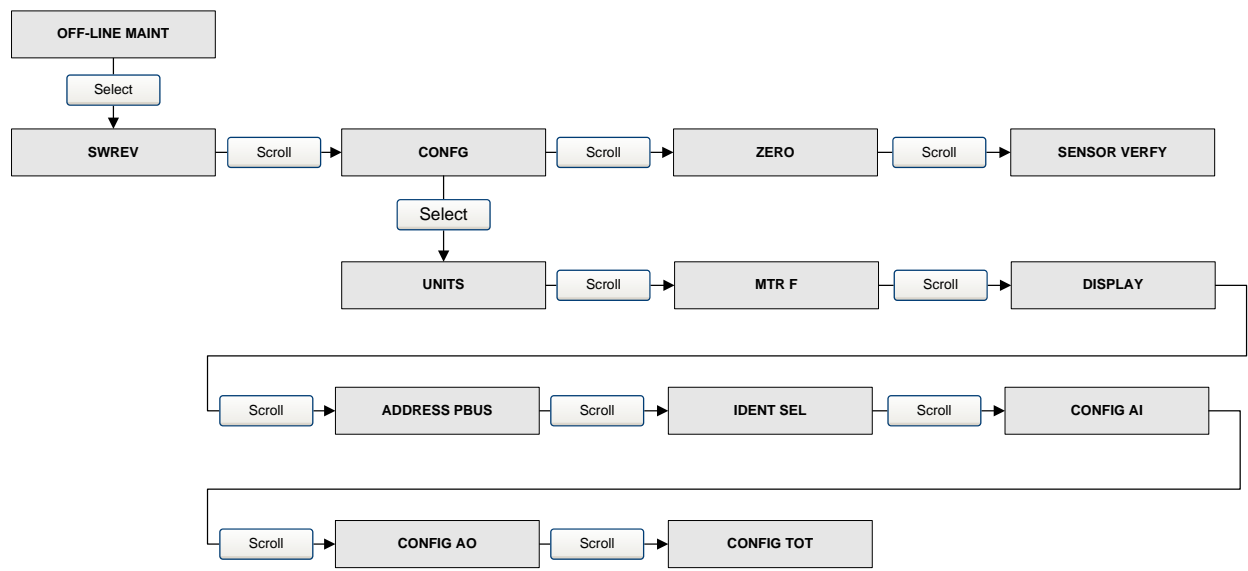 OFF-LINE MAINT
Select
SWREV
Scroll
CONFG
Scroll
ZERO
Scroll
SENSOR VERFY
Select
UNITS
Scroll
MTR F
Scroll
DISPLAY
Scroll
ADDRESS PBUS
Scroll
IDENT SEL
Scroll
CONFIG AI
Scroll
CONFIG AO
Scroll
CONFIG TOT